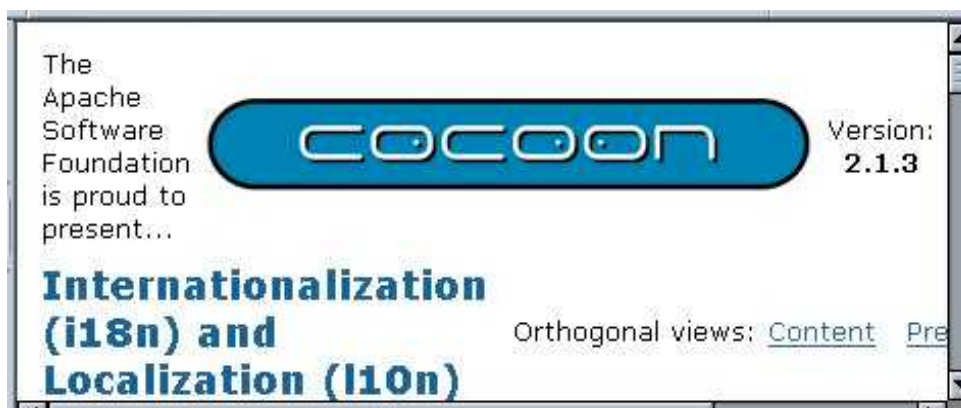 The
Apache
Software
Foundation
is proud to
present...
cocoon
Version:
2.1.3
Internationalization
(i18n) and
Localization (l10n)
Orthogonal views: Content Pre